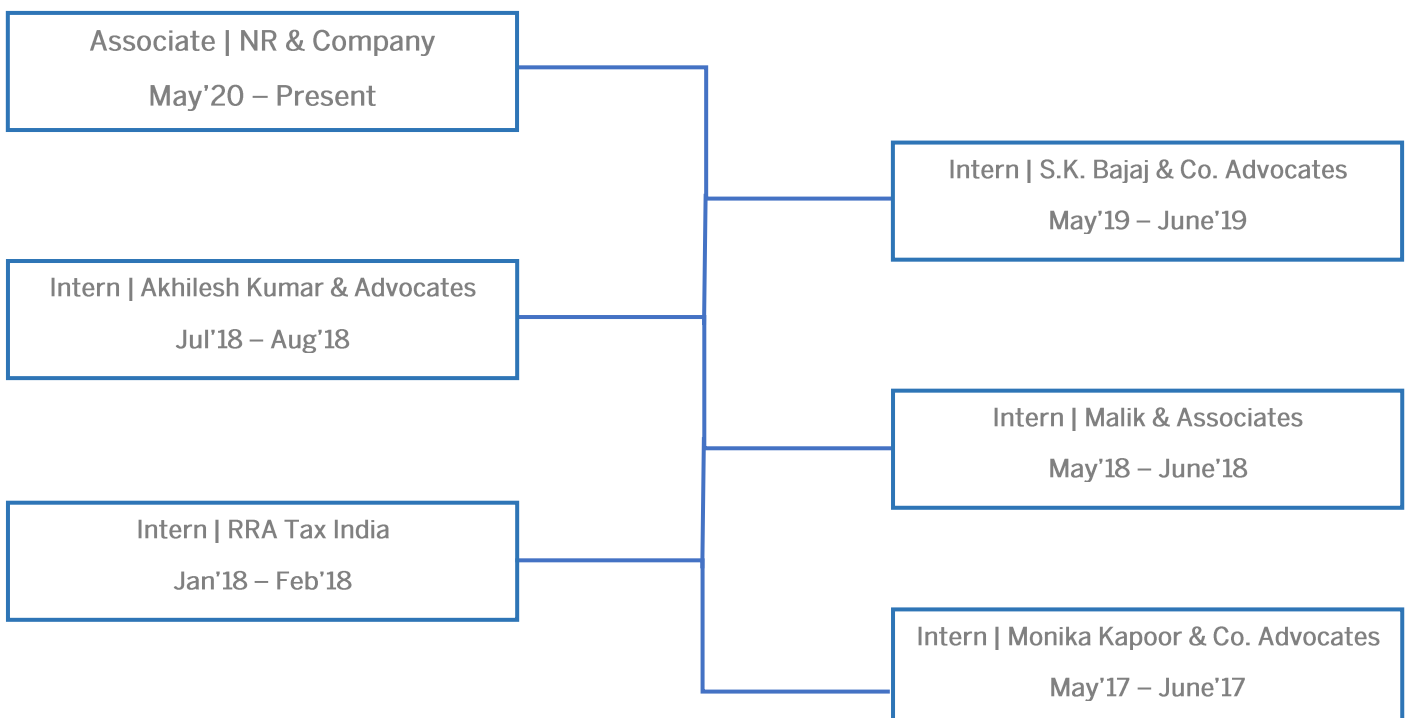 Associate | NR & Company
May’20 – Present
Intern | S.K. Bajaj & Co. Advocates
May’19 – June’19
Intern | Akhilesh Kumar & Advocates
Jul’18 – Aug’18
Intern | Malik & Associates
May’18 – June’18
Intern | RRA Tax India
Jan’18 – Feb’18
Intern | Monika Kapoor & Co. Advocates
May’17 – June’17